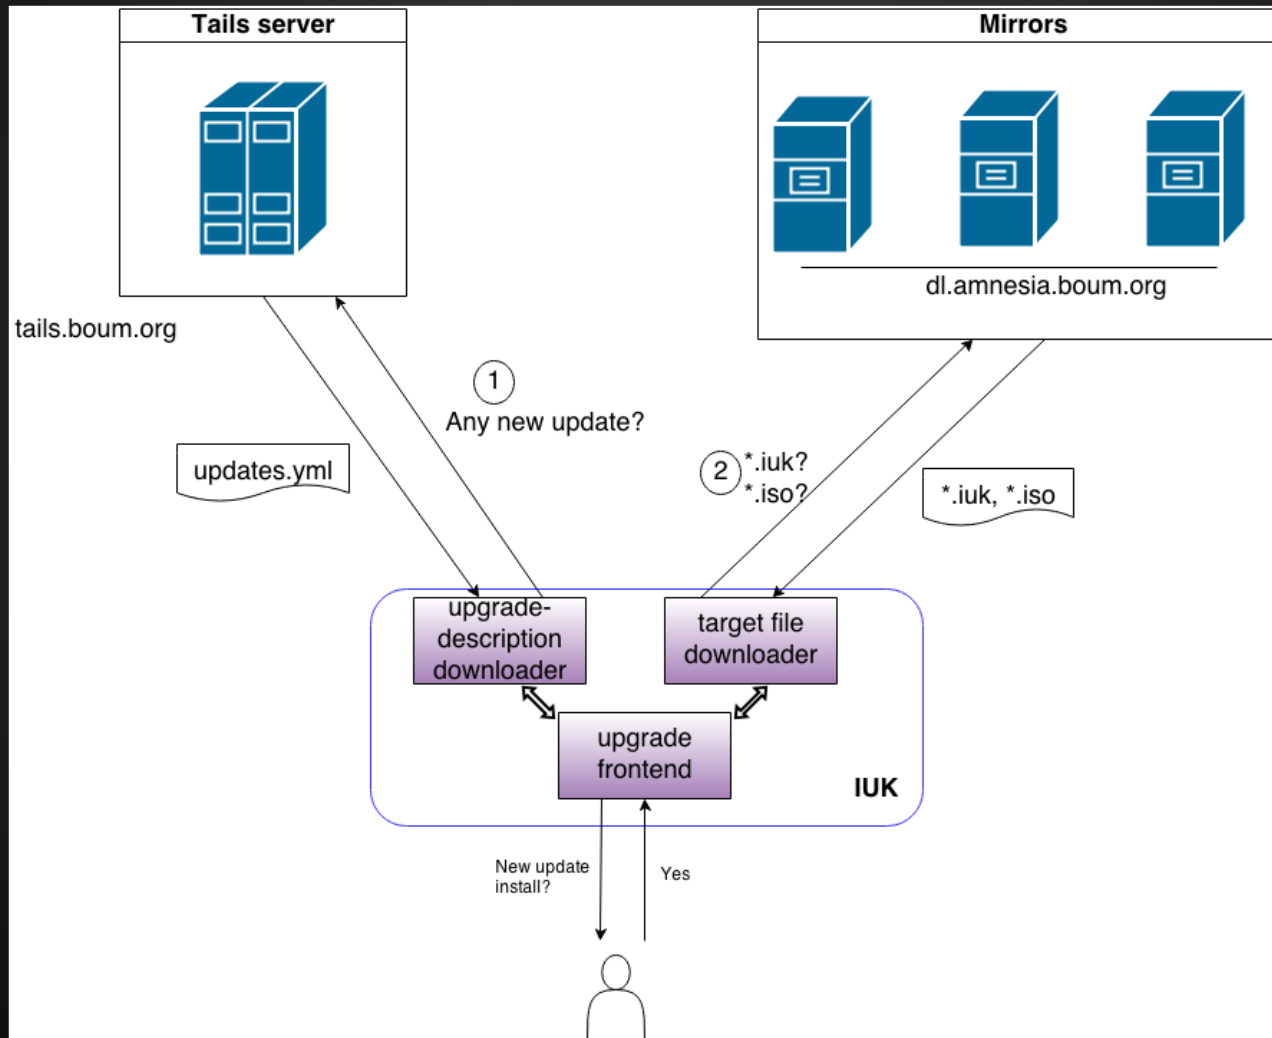 Tails server
Mirrors
dl.amnesia.boum.org
tails.boum.org
1
Any new update?
updates.yml
2
*.iuk?
*.iso?
*.iuk, *.iso
upgrade-
description
downloader
target file
downloader
upgrade
frontend
IUK
New update
install?
Yes